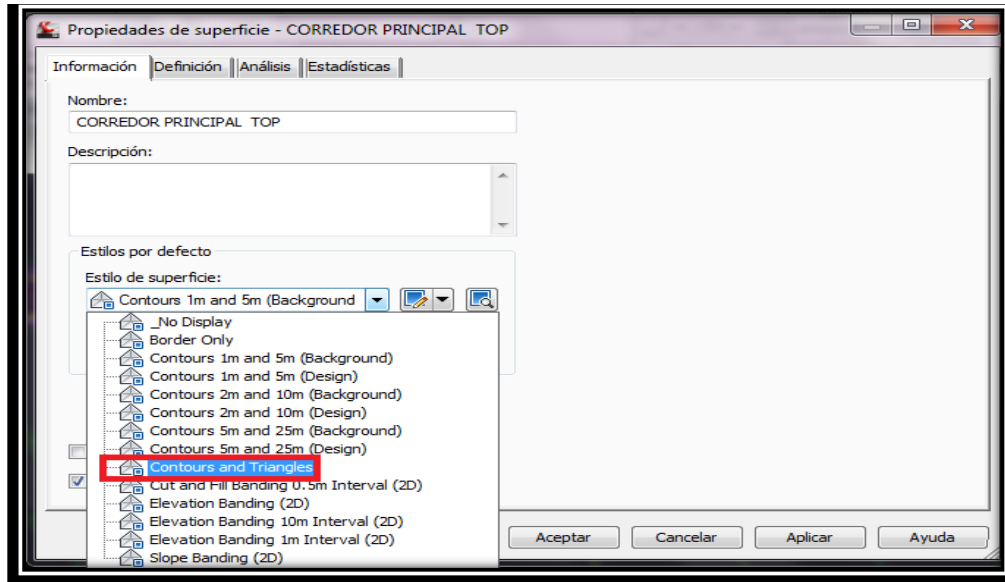 Propiedades de superficie - CORREDOR PRINCIPAL TOP
Información Definición Análisis Estadísticas
Nombre:
CORREDOR PRINCIPAL TOP
Descripción:
Estilos por defecto
Estilo de superficie:
Contours 1m and 5m (Background
_No Display
Border Only
Contours 1m and 5m (Background)
Contours 1m and 5m (Design)
Contours 2m and 10m (Background)
Contours 2m and 10m (Design)
Contours 5m and 25m (Background)
Contours 5m and 25m (Design)
Contours and Triangles
Cut and Fill Banding 0.5m Interval (2D)
Elevation Banding (2D)
Elevation Banding 10m Interval (2D)
Elevation Banding 1m Interval (2D)
Slope Banding (2D)
Aceptar Cancelar Aplicar Ayuda